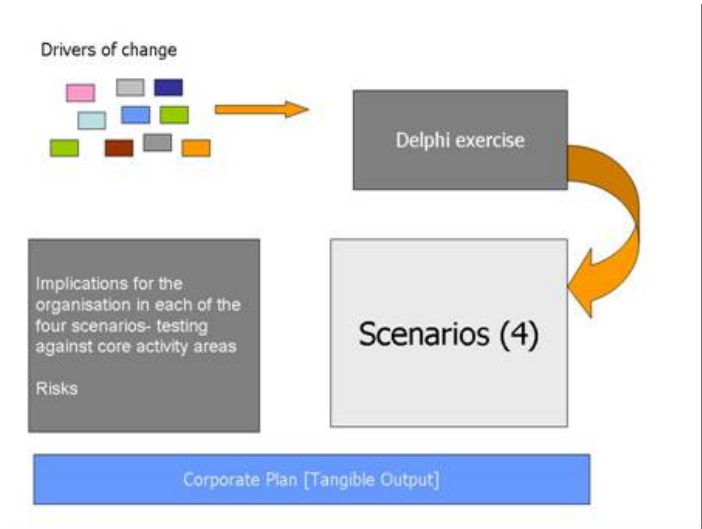 Drivers of change
Delphi exercise
Implications for the
organisation in each of the
four scenarios- testing
against core activity areas
Risks
Scenarios (4)
Corporate Plan [Tangible Output]